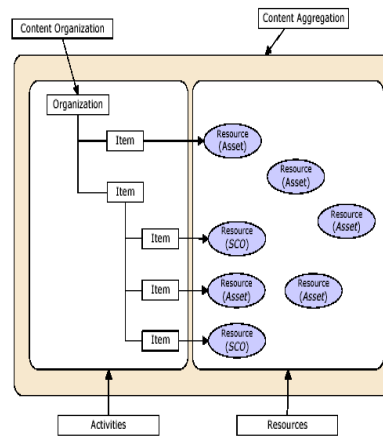 Content Aggregation
Content Organization
Organization
Item
Resource
(Asset)
Resource
(Asset)
Item
Resource
(Asset)
Item
Resource
(SCO)
Item
Resource
(Asset)
Resource
(Asset)
Item
Resource
(SCO)
Activities
Resources